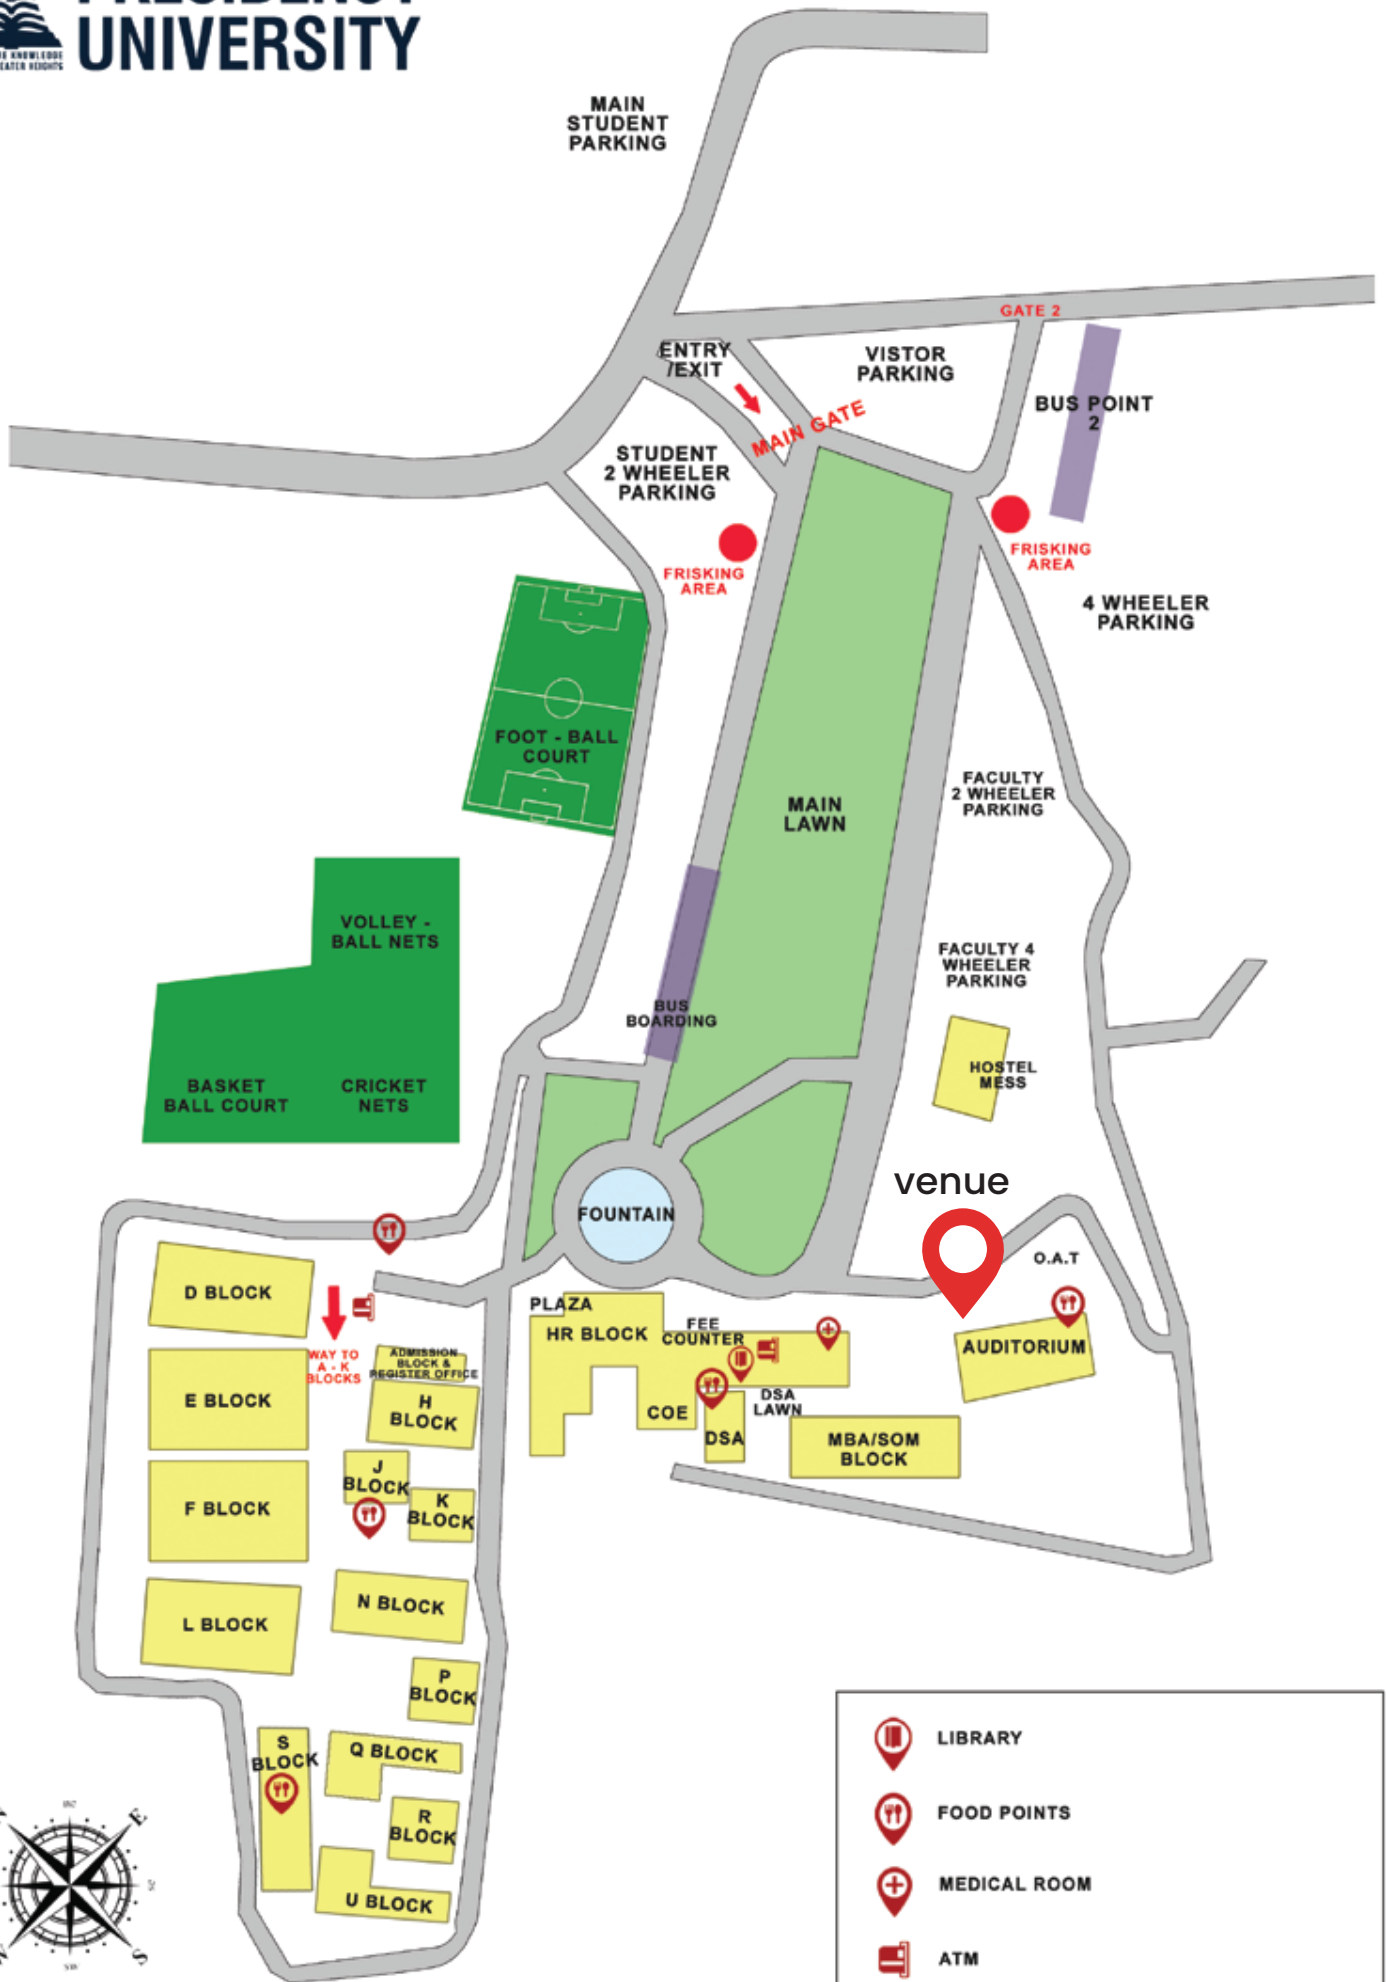 UNIVERSITY
MAIN
STUDENT
PARKING
GATE 2
ENTRY
/EXIT
VISTOR
PARKING
BUS POINT
2
MAIN GATE
STUDENT
2 WHEELER
PARKING
FRISKING
AREA
FRISKING
AREA
4 WHEELER
PARKING
FOOT - BALL
COURT
FACULTY
2 WHEELER
PARKING
MAIN
LAWN
VOLLEY -
BALL NETS
FACULTY 4
WHEELER
PARKING
BUS
BOARDING
HOSTEL
MESS
BASKET
BALL COURT
CRICKET
NETS
venue
FOUNTAIN
O.A.T
D BLOCK
PLAZA
HR BLOCK
FEE
COUNTER
AUDITORIUM
WAY TO
A - K
BLOCKS
ADMISSION
BLOCK &
REGISTER OFFICE
E BLOCK
H
BLOCK
COE
DSA
LAWN
DSA
MBA/SOM
BLOCK
J
BLOCK
K
BLOCK
F BLOCK
N BLOCK
L BLOCK
P
BLOCK
S
BLOCK
Q BLOCK
R
BLOCK
U BLOCK
LIBRARY
FOOD POINTS
MEDICAL ROOM
ATM
E
S